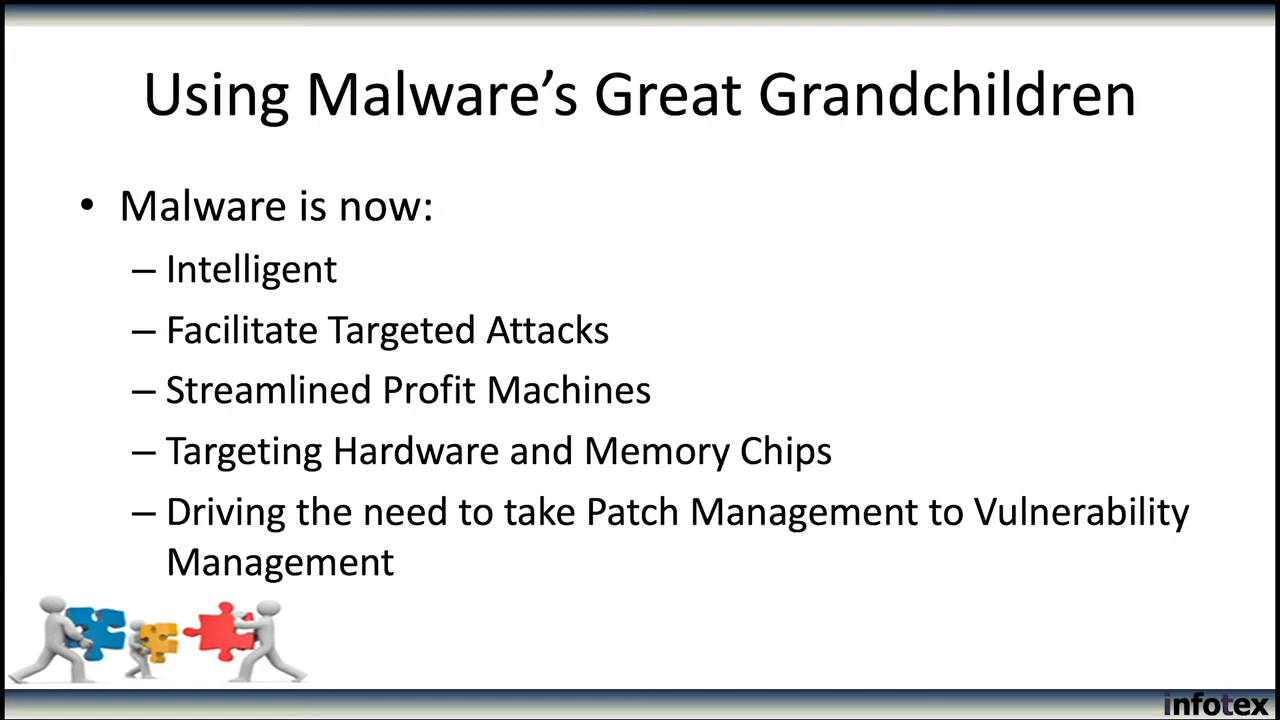 Using Malware’s Great Grandchildren
• Malware is now:
– Intelligent
– Facilitate Targeted Attacks
– Streamlined Profit Machines
– Targeting Hardware and Memory Chips
– Driving the need to take Patch Management to Vulnerability
Management
infotex